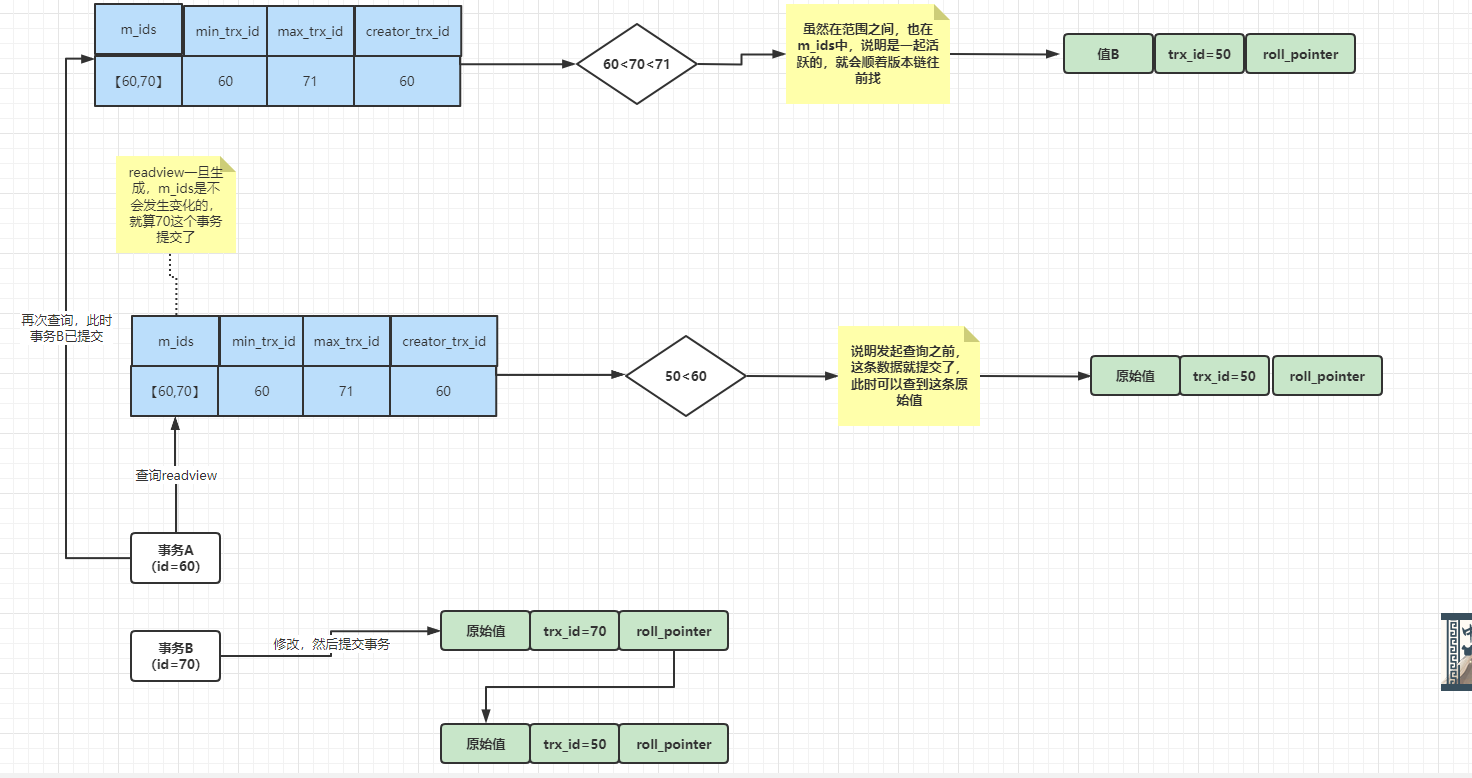 m_ids min_trx_id max_trx_id creator_trx_id
【60,70】 60 71 60
60<70<71
虽然在范围之间，也在
m_ids中，说明是一起活
跃的，就会顺着版本链往
前找
值B trx_id=50 roll_pointer
readview一旦生
成，m_ids是不
会发生变化的，
就算70这个事务
提交了
再次查询，此时
事务B已提交
m_ids min_trx_id max_trx_id creator_trx_id
【60,70】 60 71 60
50<60
说明发起查询之前，
这条数据就提交了，
此时可以查到这条原
始值
原始值 trx_id=50 roll_pointer
查询readview
事务A
(id=60)
事务B
(id=70)
修改，然后提交事务
原始值 trx_id=70 roll_pointer
原始值 trx_id=50 roll_pointer